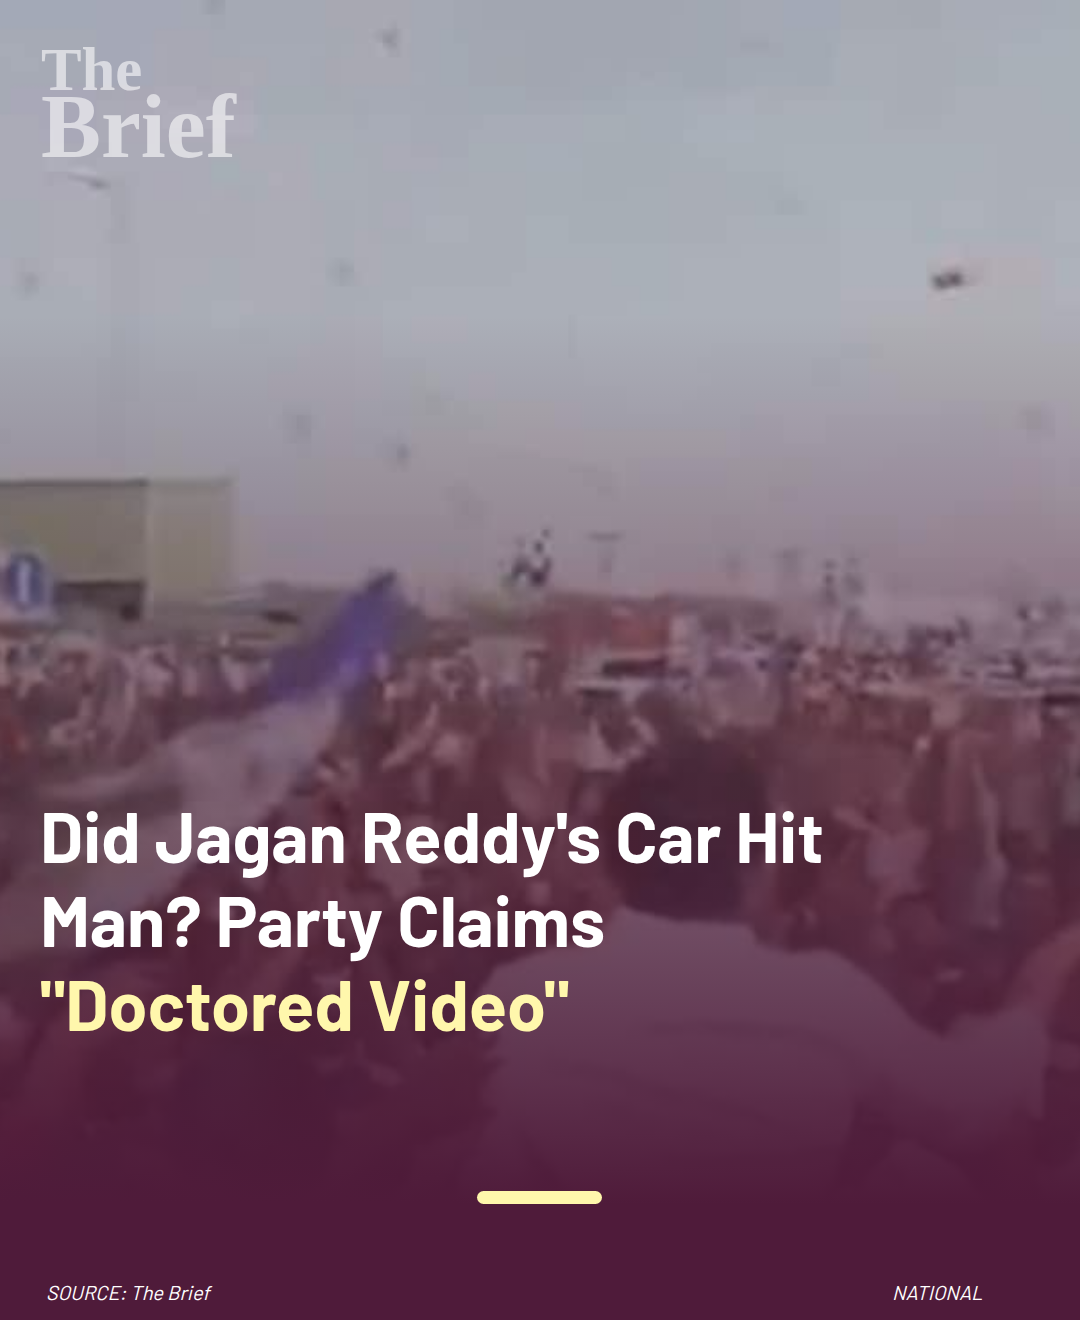 The
Brief
Did Jagan Reddy's Car Hit
Man? Party Claims
"Doctored Video"
SOURCE: The Brief
NATIONAL